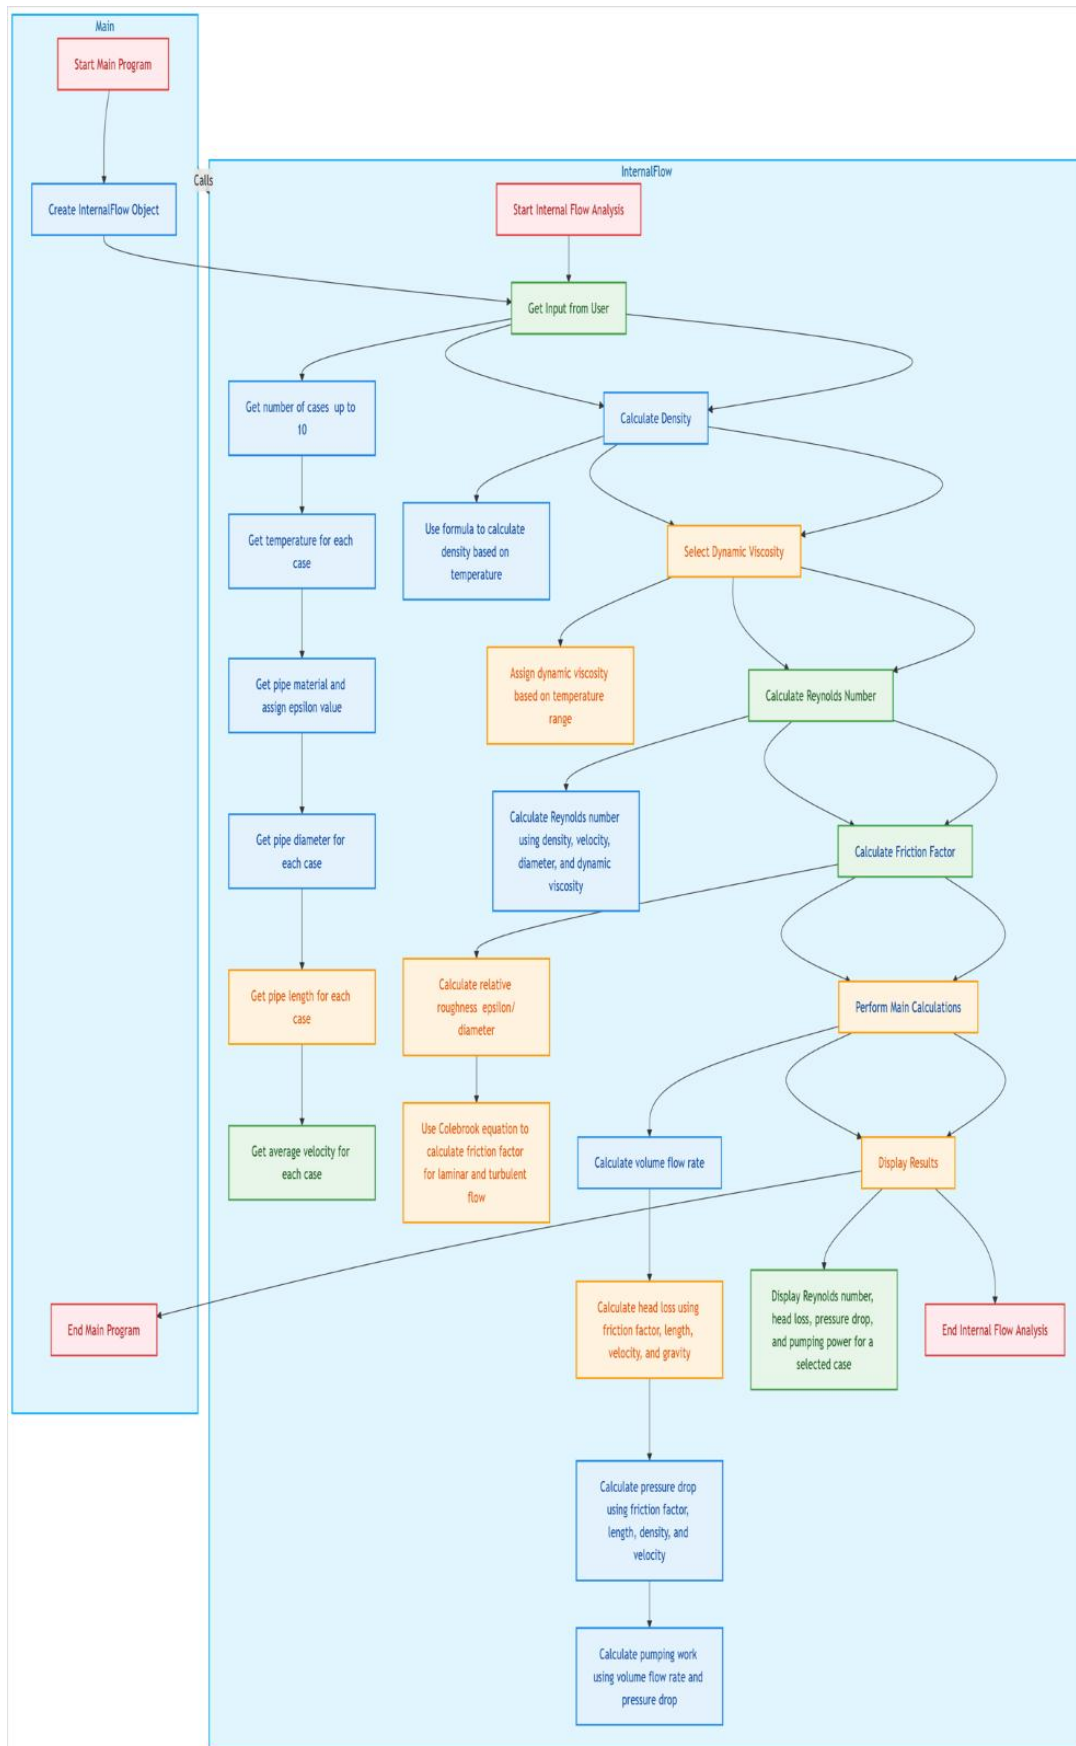 Main
Start Main Program
Calls
InternalFlow
Create InternalFlow Object
Start Internal Flow Analysis
Get Input from User
Get number of cases up to
10
Calculate Density
Get temperature for each
case
Use formula to calculate
density based on
temperature
Select Dynamic Viscosity
Get pipe material and
assign epsilon value
Assign dynamic viscosity
based on temperature
range
Calculate Reynolds Number
Get pipe diameter for
each case
Calculate Reynolds number
using density, velocity,
diameter, and dynamic
viscosity
Calculate Friction Factor
Get pipe length for each
case
Calculate relative
roughness epsilon/
diameter
Perform Main Calculations
Get average velocity for
each case
Use Colebrook equation to
calculate friction factor
for laminar and turbulent
flow
Calculate volume flow rate
Display Results
End Main Program
Calculate head loss using
friction factor, length,
velocity, and gravity
Display Reynolds number,
head loss, pressure drop,
and pumping power for a
selected case
End Internal Flow Analysis
Calculate pressure drop
using friction factor,
length, density, and
velocity
Calculate pumping work
using volume flow rate and
pressure drop